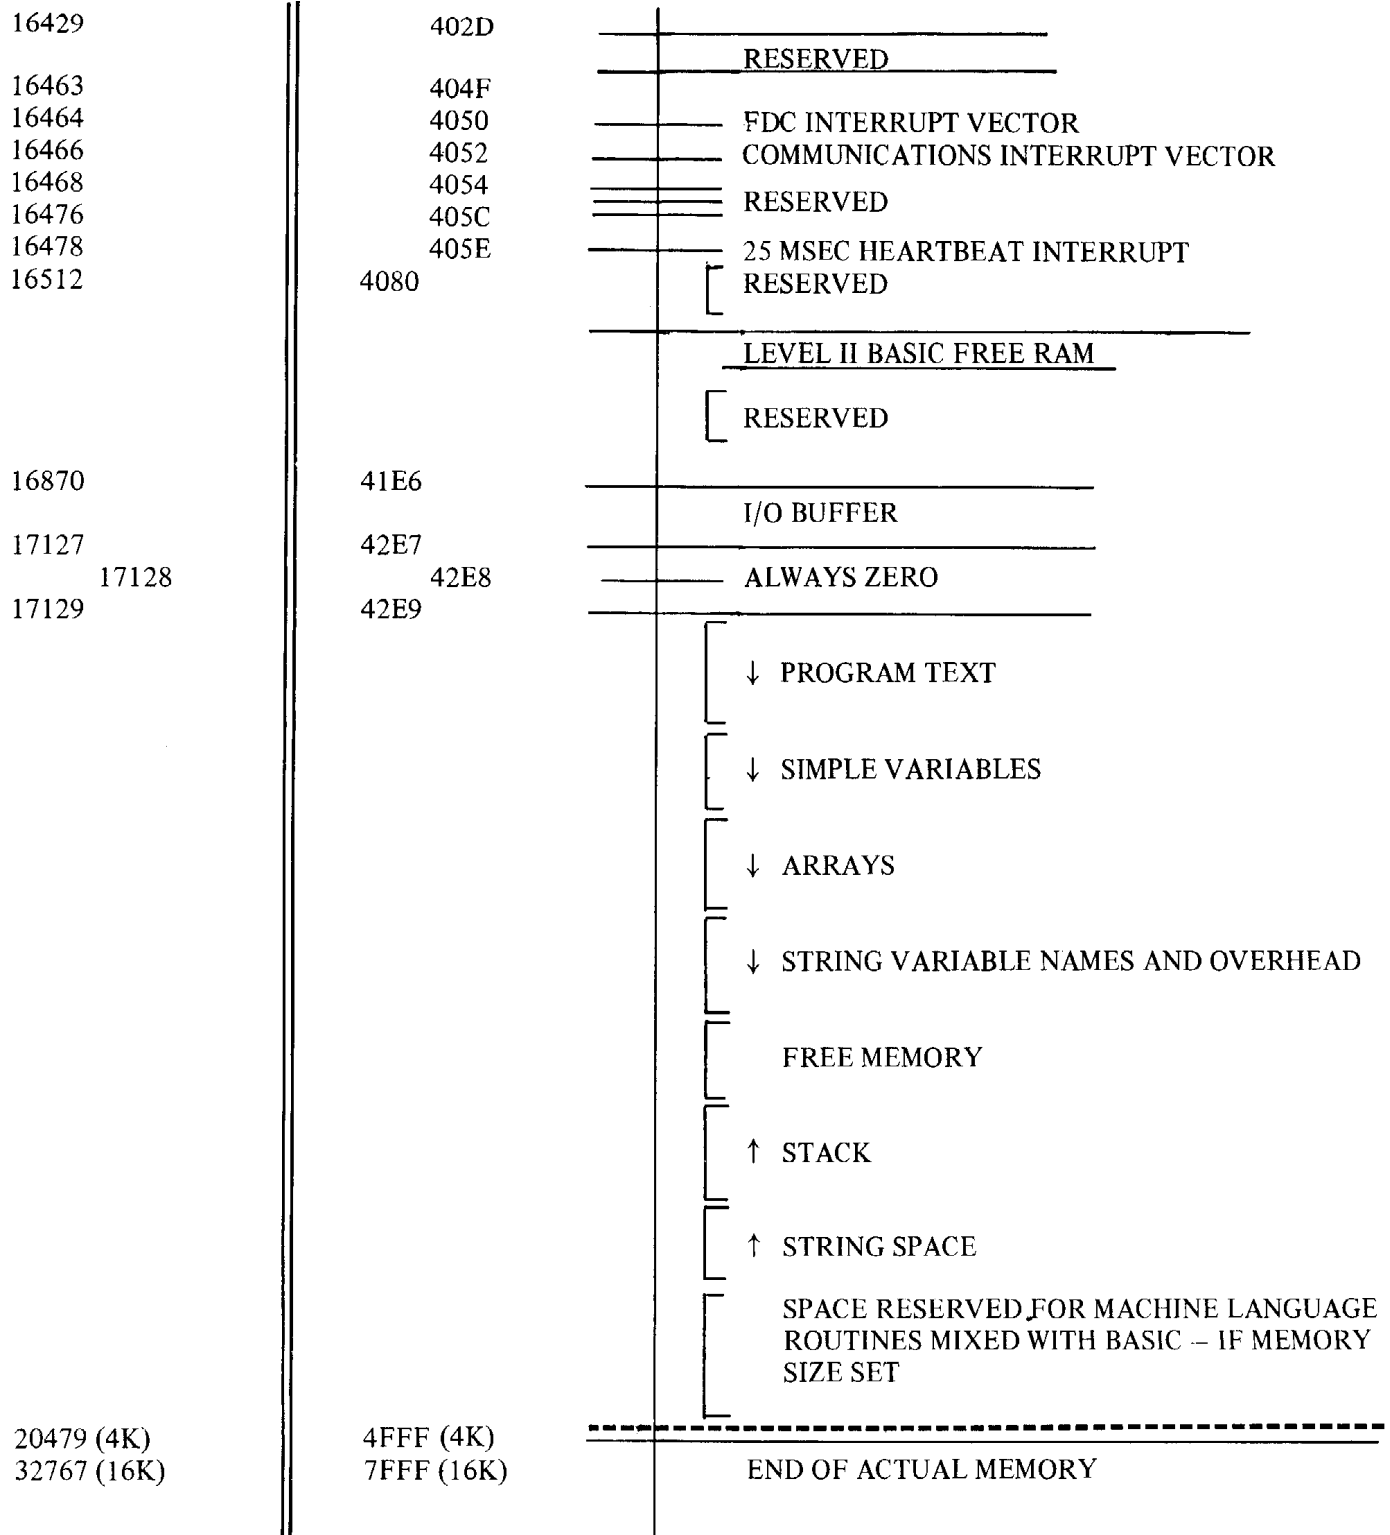 16429 402D
RESERVED
16463 404F
16464 4050 FDC INTERRUPT VECTOR
16466 4052 COMMUNICATIONS INTERRUPT VECTOR
16468 4054
RESERVED
16476 405C
16478 405E 25 MSEC HEARTBEAT INTERRUPT
16512 4080 RESERVED
LEVEL II BASIC FREE RAM
RESERVED
16870 41E6
I/O BUFFER
17127 42E7
17128 42E8 ALWAYS ZERO
17129 42E9
↓ PROGRAM TEXT
↓ SIMPLE VARIABLES
↓ ARRAYS
↓ STRING VARIABLE NAMES AND OVERHEAD
FREE MEMORY
↑ STACK
↑ STRING SPACE
SPACE RESERVED FOR MACHINE LANGUAGE
ROUTINES MIXED WITH BASIC – IF MEMORY
SIZE SET
20479 (4K) 4FFF (4K)
32767 (16K) 7FFF (16K) END OF ACTUAL MEMORY